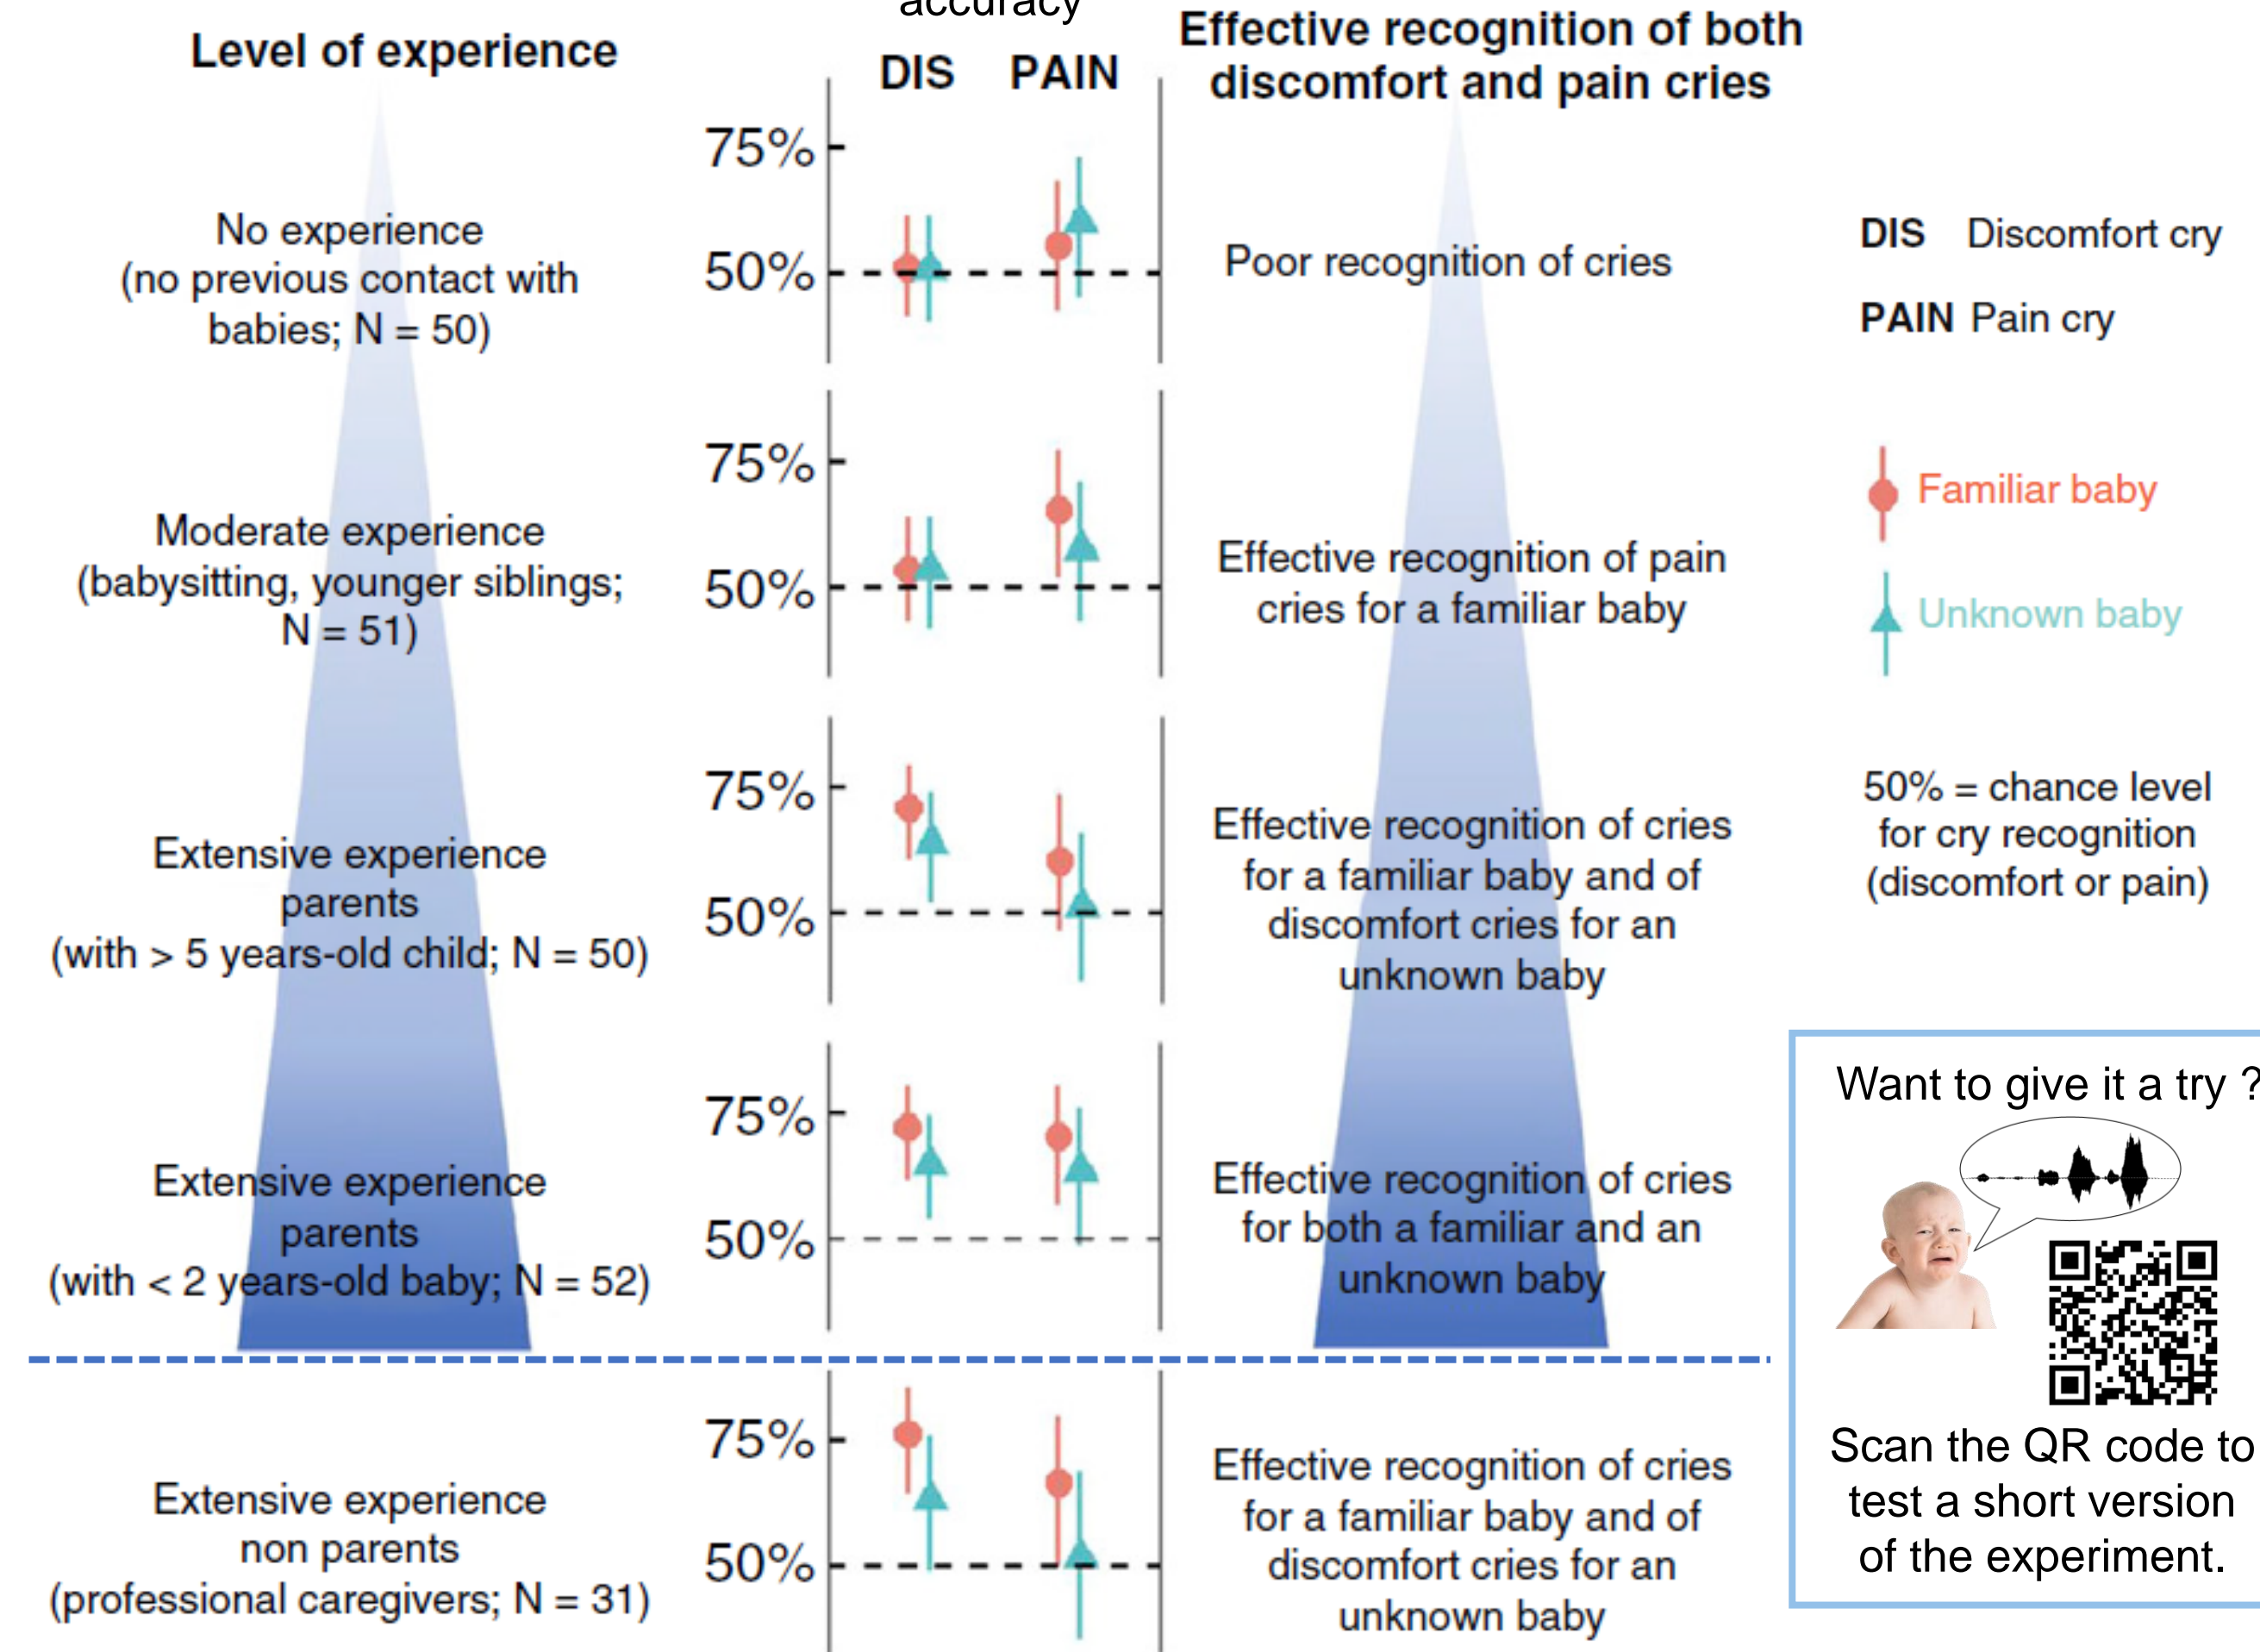 accuracy
Level of experience
DIS PAIN
Effective recognition of both
discomfort and pain cries
No experience
(no previous contact with
babies; N = 50)
75%
50%
Poor recognition of cries
DIS Discomfort cry
PAIN Pain cry
Moderate experience
(babysitting, younger siblings;
N = 51)
75%
50%
Effective recognition of pain
cries for a familiar baby
Familiar baby
Unknown baby
Extensive experience
parents
(with > 5 years-old child; N = 50)
75%
50%
Effective recognition of cries
for a familiar baby and of
discomfort cries for an
unknown baby
50% = chance level
for cry recognition
(discomfort or pain)
Extensive experience
parents
(with < 2 years-old baby; N = 52)
75%
50%
Effective recognition of cries
for both a familiar and an
unknown baby
Want to give it a try ?
Scan the QR code to
test a short version
of the experiment.
Extensive experience
non parents
(professional caregivers; N = 31)
75%
50%
Effective recognition of cries
for a familiar baby and of
discomfort cries for an
unknown baby